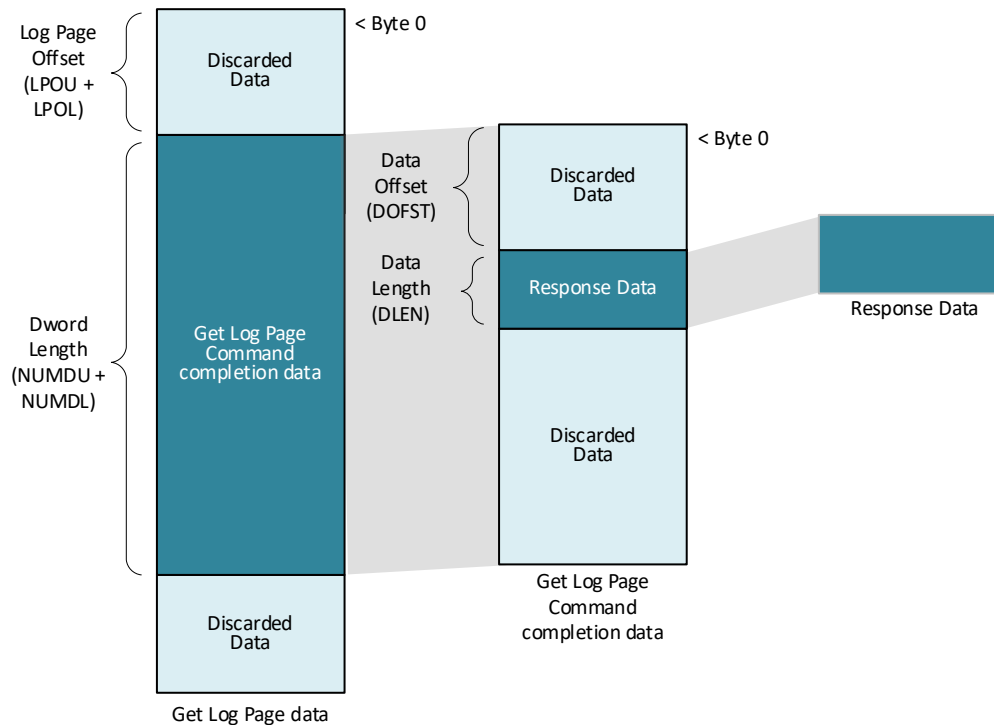 Log Page
Offset
(LPOU +
LPOL)
Discarded
Data
< Byte 0
Dword
Length
(NUMDU +
NUMDL)
Get Log Page
Command
completion data
Discarded
Data
Get Log Page data
Data
Offset
(DOFST)
Discarded
Data
< Byte 0
Data
Length
(DLEN)
Response Data
Discarded
Data
Get Log Page
Command
completion data
Response Data